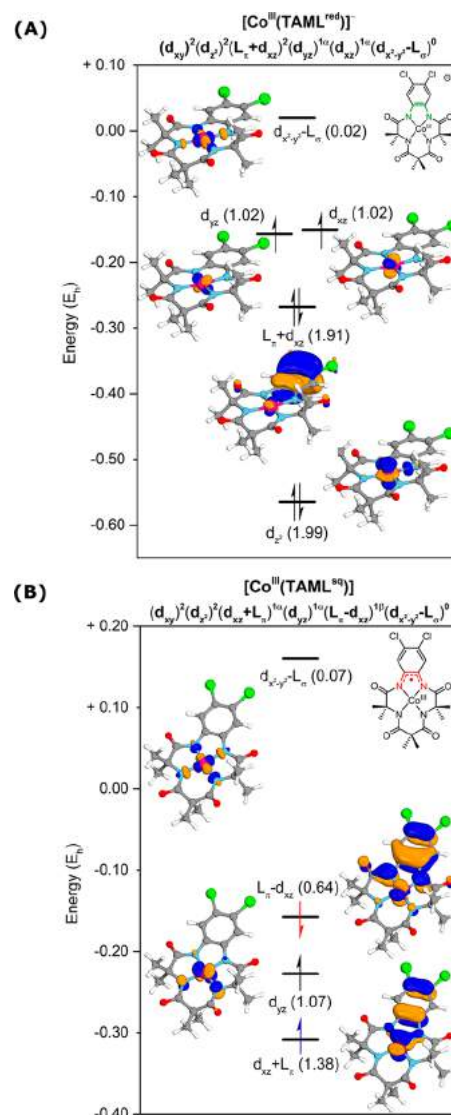 (A)
[Co^III(TAML^red)]^-
(d_xy)^2(d_z²)^2(L_π+d_xz)^2(d_yz)^1α(d_xz)^1α(d_x²-y²-L_σ)^0
Energy (E_h)
+ 0.10
0.00
-0.10
-0.20
-0.30
-0.40
-0.50
-0.60
Cl
Cl
⊖
N
N
Co^III
N
N
O
O
O
O
d_x²-y²-L_σ (0.02)
d_yz (1.02)
d_xz (1.02)
L_π+d_xz (1.91)
d_z² (1.99)
(B)
[Co^III(TAML^sq)]
(d_xy)^2(d_z²)^2(d_xz+L_π)^1α(d_yz)^1α(L_π-d_xz)^1β(d_x²-y²-L_σ)^0
Energy (E_h)
+ 0.20
+ 0.10
0.00
-0.10
-0.20
-0.30
-0.40
Cl
Cl
N
N
Co^III
N
N
O
O
O
O
d_x²-y²-L_σ (0.07)
L_π-d_xz (0.64)
d_yz (1.07)
d_xz+L_π (1.38)